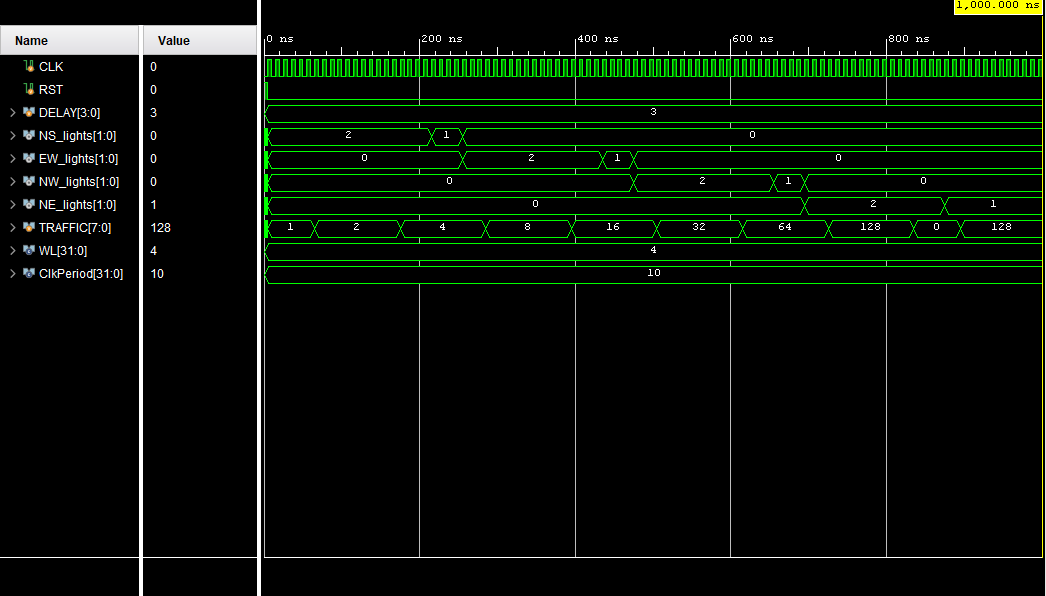 1,000.000 ns
Name Value
0 ns 200 ns 400 ns 600 ns 800 ns
CLK 0
RST 0
DELAY[3:0] 3 3
NS_lights[1:0] 0 2 1 0
EW_lights[1:0] 0 0 2 1 0
NW_lights[1:0] 0 0 2 1 0
NE_lights[1:0] 1 0 2 1
TRAFFIC[7:0] 128 1 2 4 8 16 32 64 128 0 128
WL[31:0] 4 4
ClkPeriod[31:0] 10 10